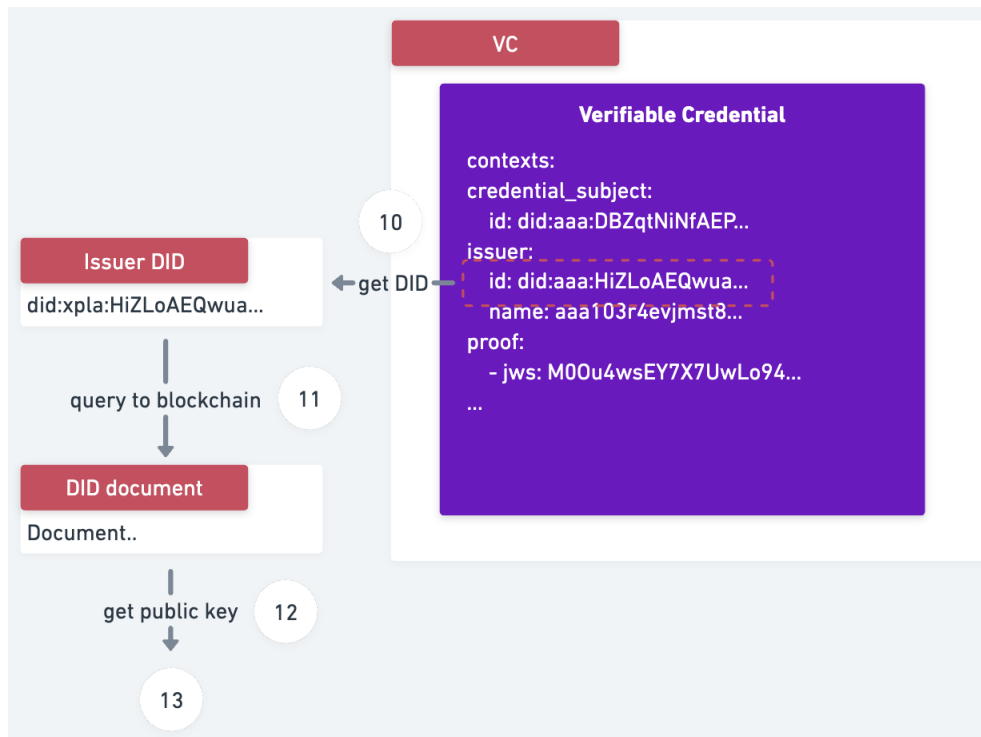 VC
Verifiable Credential
contexts:
credential_subject:
id: did:aaa:DBZqtNiNfAEP...
issuer:
id: did:aaa:HiZLoAEQwua...
name: aaa103r4evjmst8...
proof:
- jws: M0Ou4wsEY7X7UwLo94...
...
10
get DID
Issuer DID
did:xpla:HiZLoAEQwua...
query to blockchain
11
DID document
Document..
get public key
12
13